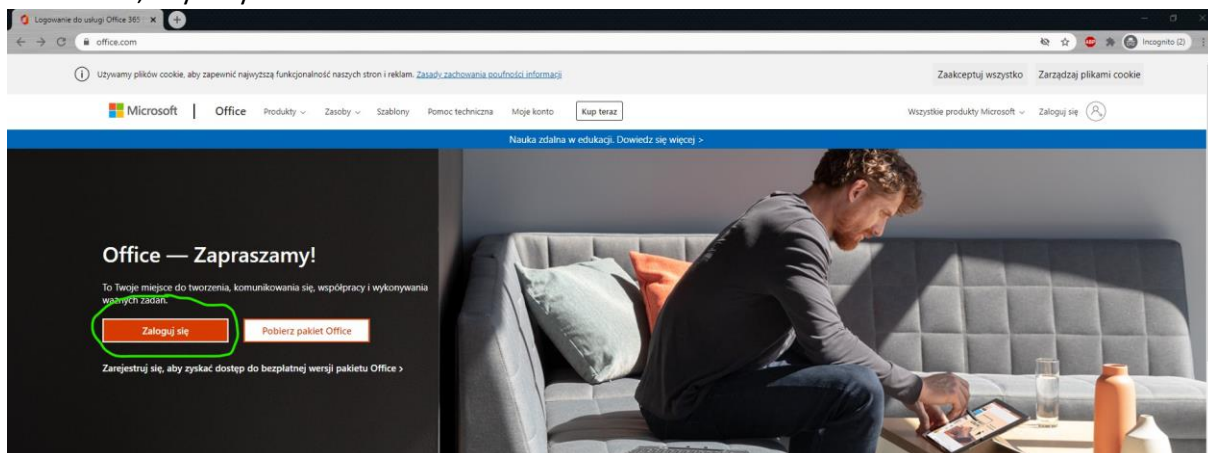 Logowanie do usługi Office 365
office.com
Incognito (2)
Używamy plików cookie, aby zapewnić najwyższą funkcjonalność naszych stron i reklam. Zasady zachowania poufności informacji
Zaakceptuj wszystko
Zarządzaj plikami cookie
Microsoft
Office
Produkty
Zasoby
Szablony
Pomoc techniczna
Moje konto
Kup teraz
Wszystkie produkty Microsoft
Zaloguj się
Nauka zdalna w edukacji. Dowiedz się więcej >
Office — Zapraszamy!
To Twoje miejsce do tworzenia, komunikowania się, współpracy i wykonywania
ważnych zadań.
Zaloguj się
Pobierz pakiet Office
Zarejestruj się, aby zyskać dostęp do bezpłatnej wersji pakietu Office >